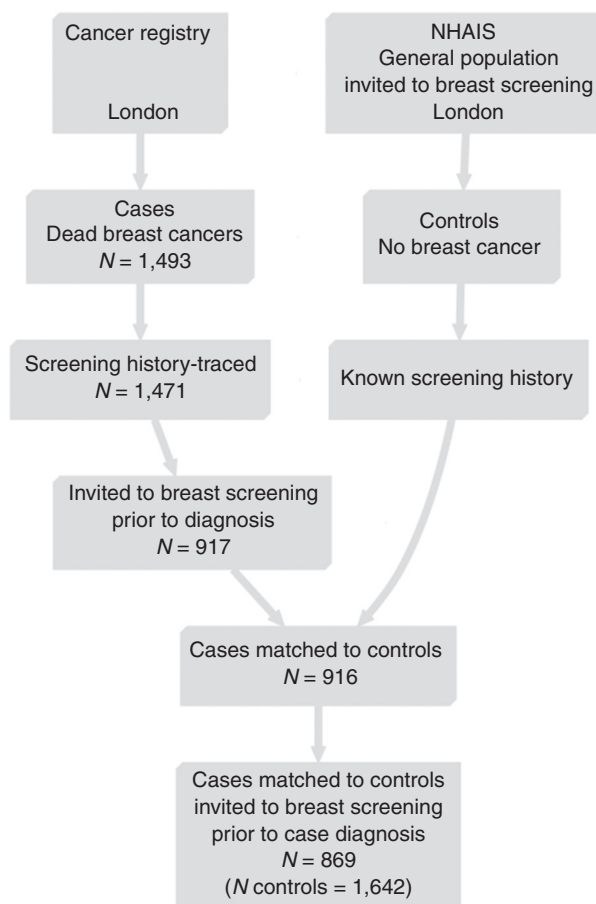 Cancer registry
London
NHAIS
General population
invited to breast screening
London
Cases
Dead breast cancers
N = 1,493
Controls
No breast cancer
Screening history-traced
N = 1,471
Known screening history
Invited to breast screening
prior to diagnosis
N = 917
Cases matched to controls
N = 916
Cases matched to controls
invited to breast screening
prior to case diagnosis
N = 869
(N controls = 1,642)